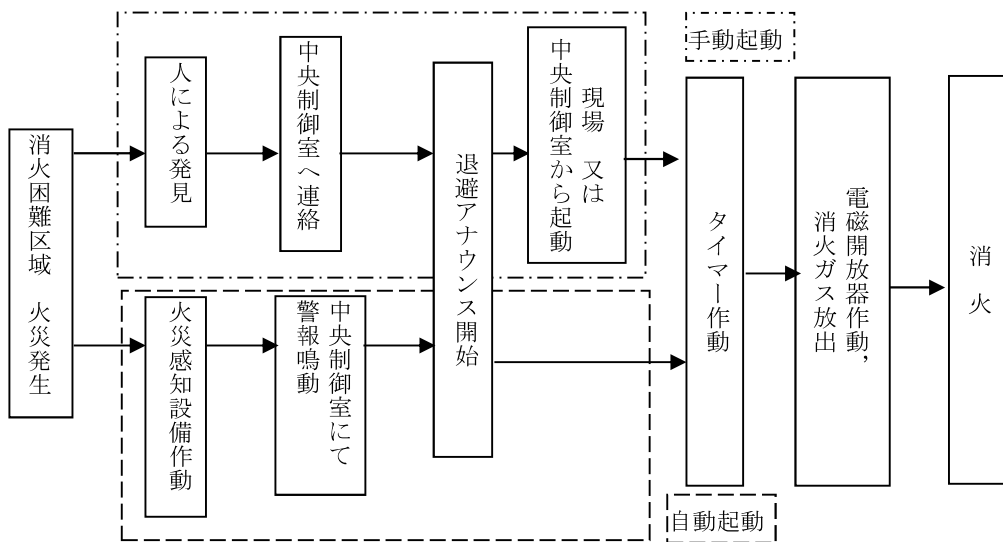 消火困難区域 火災発生
人による発見
中央制御室へ連絡
退避アナウンス開始
現場 又は
中央制御室から起動
手動起動
火災感知設備作動
中央制御室にて
警報鳴動
自動起動
タイマー作動
電磁開放器作動,
消火ガス放出
消火